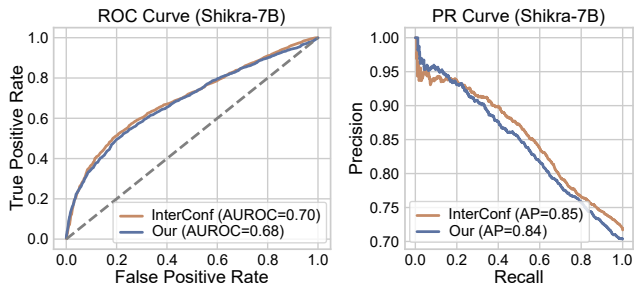 ROC Curve (Shikra-7B)
True Positive Rate
1.0
0.8
0.6
0.4
0.2
0.0
InterConf (AUROC=0.70)
Our (AUROC=0.68)
0.0 0.2 0.4 0.6 0.8 1.0
False Positive Rate
PR Curve (Shikra-7B)
Precision
1.00
0.95
0.90
0.85
0.80
0.75
0.70
InterConf (AP=0.85)
Our (AP=0.84)
0.0 0.2 0.4 0.6 0.8 1.0
Recall